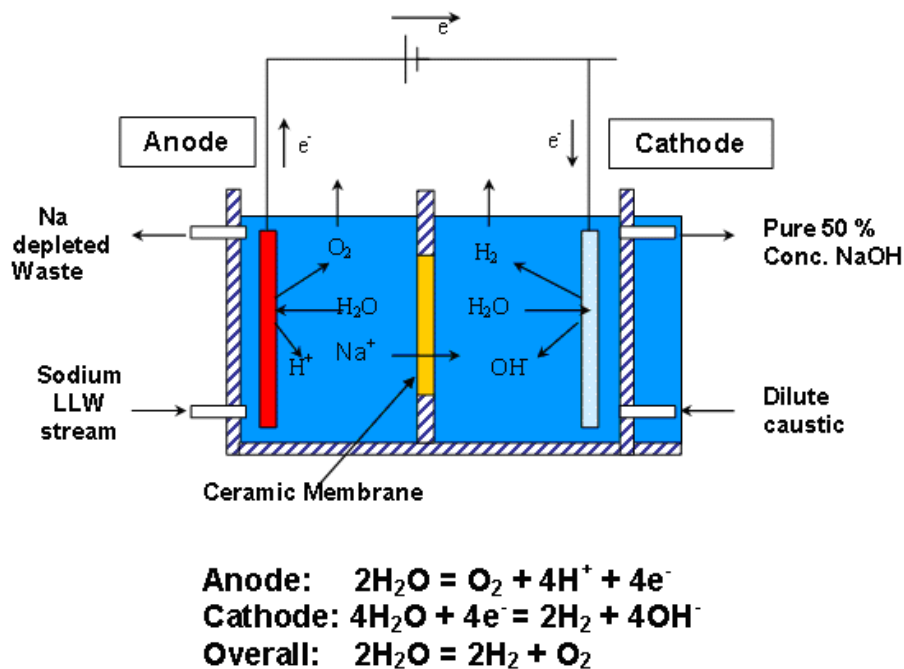 e
Anode
e⁻
e⁻
Cathode
Na
depleted
Waste
O₂
H₂
Pure 50 %
Conc. NaOH
H₂O
H₂O
H⁺
Na⁺
OH
Sodium
LLW
stream
Dilute
caustic
Ceramic Membrane
Anode: 2H₂O = O₂ + 4H⁺ + 4e⁻
Cathode: 4H₂O + 4e⁻ = 2H₂ + 4OH⁻
Overall: 2H₂O = 2H₂ + O₂